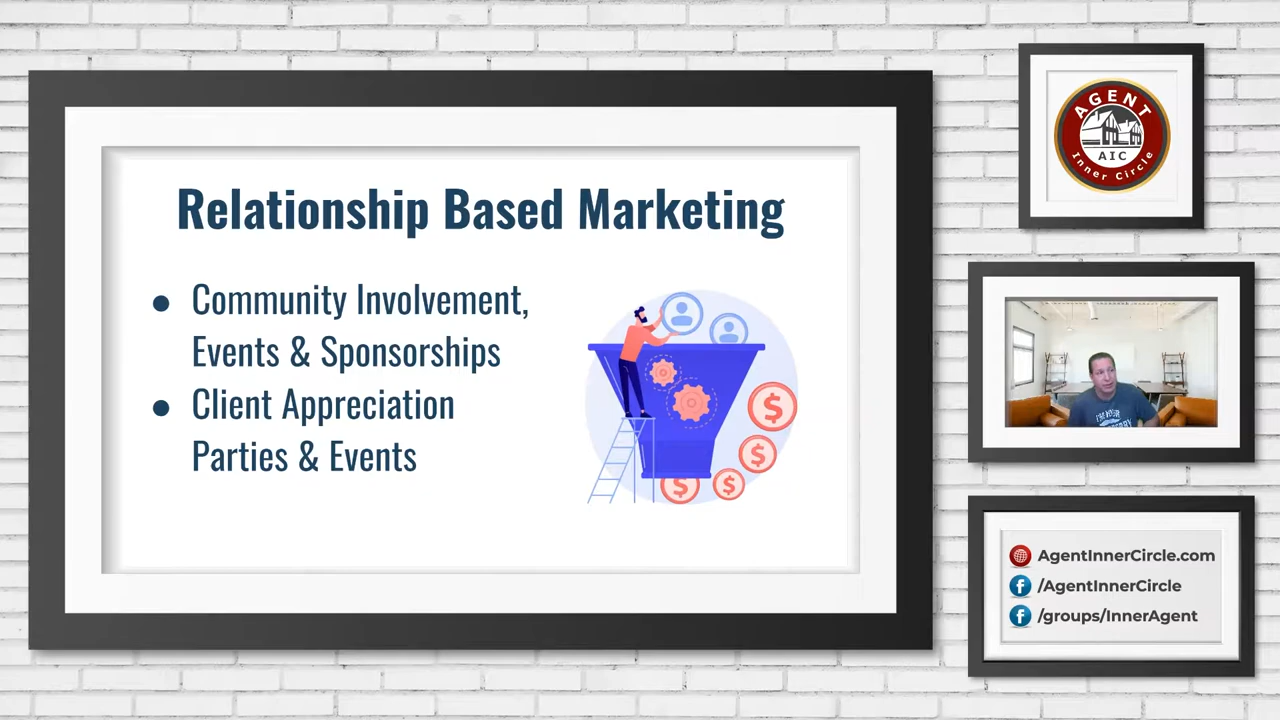 Relationship Based Marketing
● Community Involvement,
Events & Sponsorships
● Client Appreciation
Parties & Events
$
$
$
$
AGENT
AIC
Inner Circle
I'M YOUR
AgentInnerCircle.com
f /AgentInnerCircle
f /groups/InnerAgent